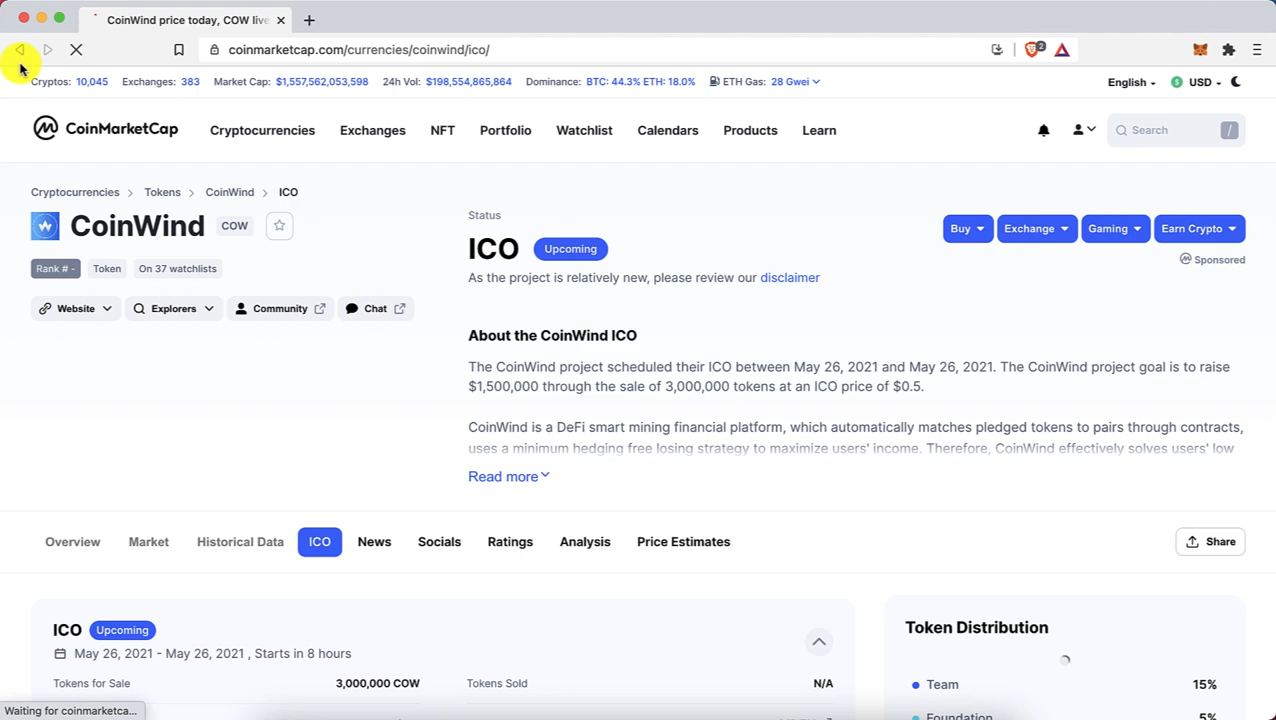 CoinWind price today, COW live
coinmarketcap.com/currencies/coinwind/ico/
2
Cryptos: 10,045 Exchanges: 383 Market Cap: $1,557,562,053,598 24h Vol: $198,554,865,864 Dominance: BTC: 44.3% ETH: 18.0% ETH Gas: 28 Gwei
English USD
CoinMarketCap
Cryptocurrencies Exchanges NFT Portfolio Watchlist Calendars Products Learn
Search /
Cryptocurrencies > Tokens > CoinWind > ICO
CoinWind COW
Rank # - Token On 37 watchlists
Website Explorers Community Chat
Status
ICO Upcoming
As the project is relatively new, please review our disclaimer
Buy Exchange Gaming Earn Crypto
Sponsored
About the CoinWind ICO
The CoinWind project scheduled their ICO between May 26, 2021 and May 26, 2021. The CoinWind project goal is to raise
$1,500,000 through the sale of 3,000,000 tokens at an ICO price of $0.5.
CoinWind is a DeFi smart mining financial platform, which automatically matches pledged tokens to pairs through contracts,
uses a minimum hedging free losing strategy to maximize users' income. Therefore, CoinWind effectively solves users' low
Read more
Overview Market Historical Data ICO News Socials Ratings Analysis Price Estimates
Share
ICO Upcoming
May 26, 2021 - May 26, 2021 , Starts in 8 hours
Tokens for Sale 3,000,000 COW Tokens Sold N/A
Token Distribution
Team 15%
Foundation 5%
Waiting for coinmarketca...